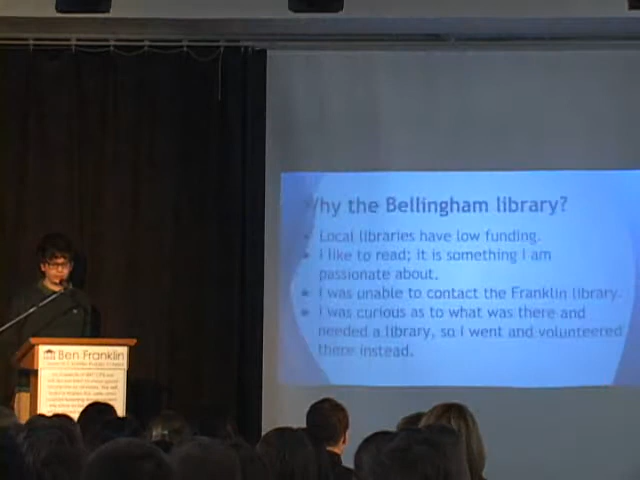 Why the Bellingham library?
Local libraries have low funding.
I like to read; it is something I am
passionate about.
I was unable to contact the Franklin library.
I was curious as to what was there and
needed a library, so I went and volunteered
there instead.
Ben Franklin